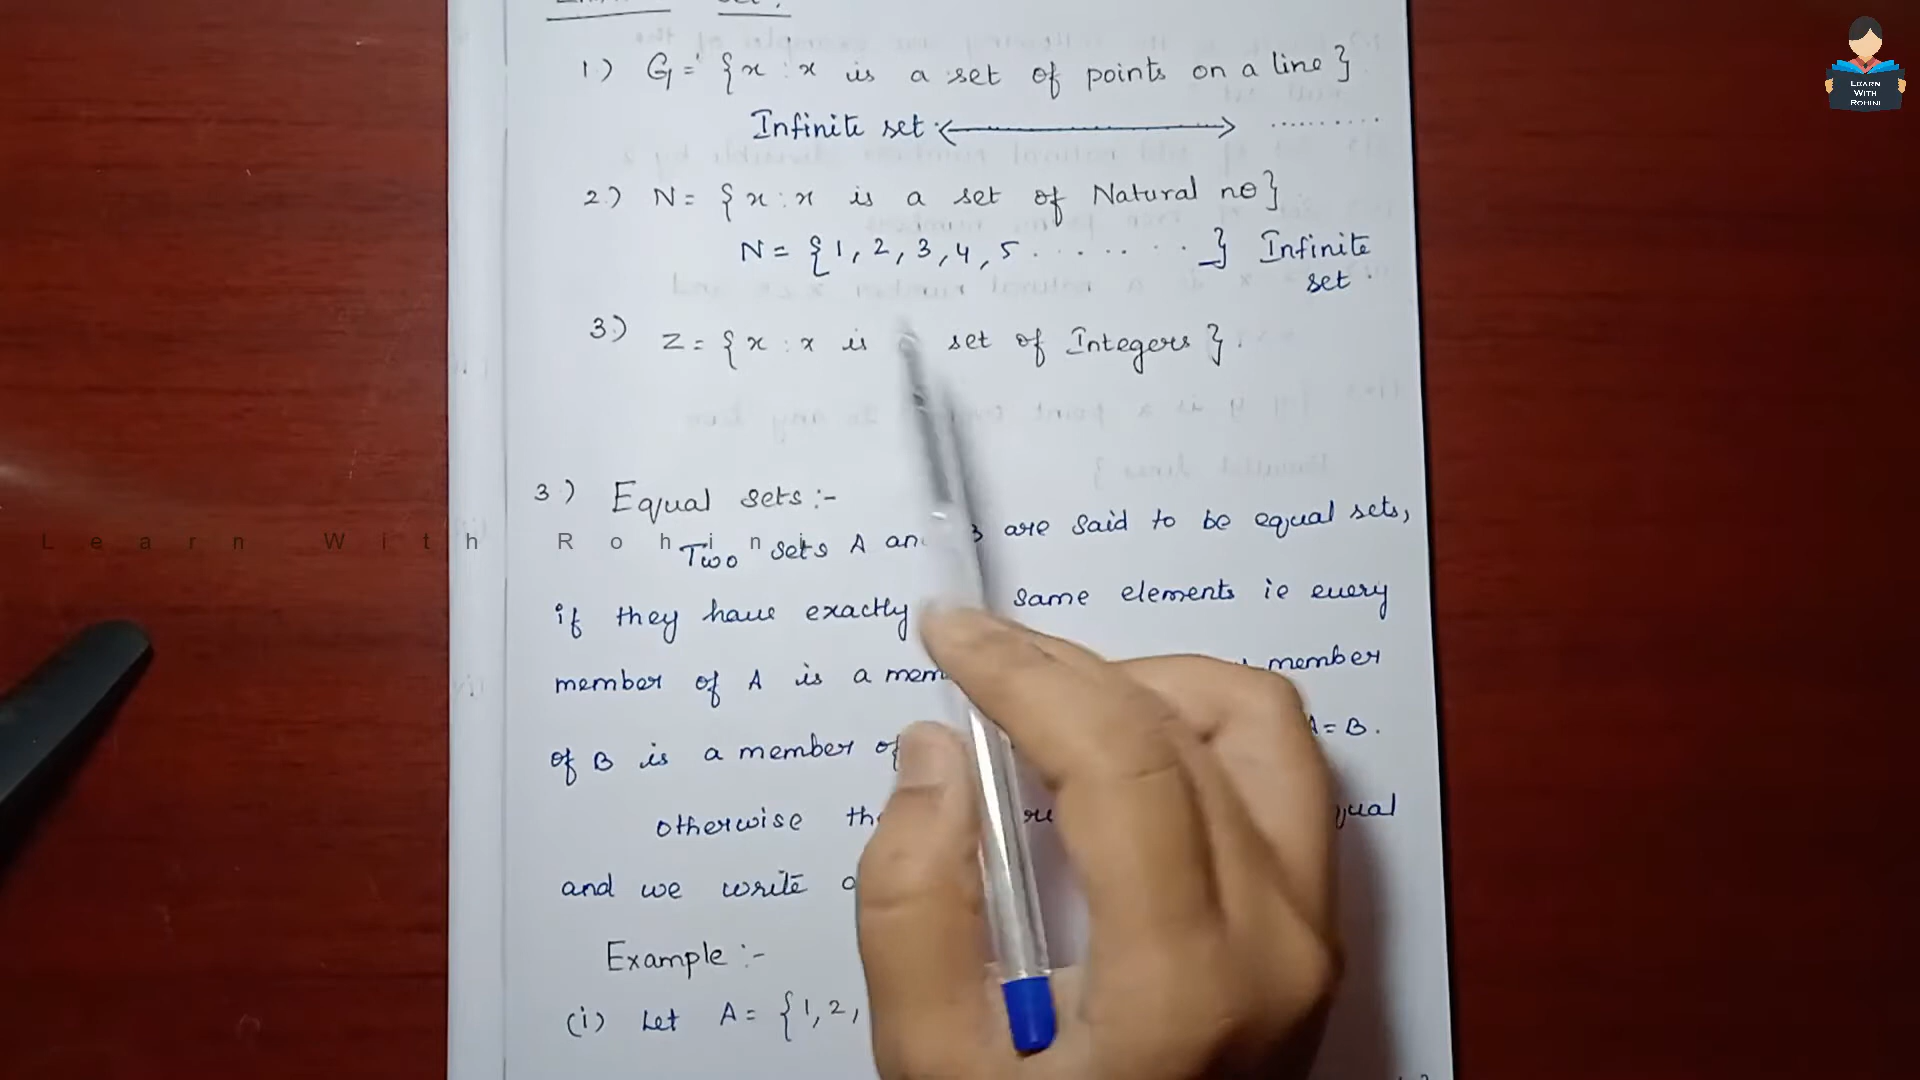 1) G = {x : x is a set of points on a line}
Infinite set
2) N = {x : x is a set of Natural no}
N = {1, 2, 3, 4, 5 . . . . . . . } Infinite
set
3) Z = {x : x is set of Integers}.
3) Equal sets :-
Two sets A an B are said to be equal sets,
if they have exactly same elements ie every
member of A is a mem member
of B is a member of A = B.
otherwise th
and we write
Example :-
(i) Let A = {1, 2,
Learn With Rohini
LEARN
WITH
ROHINI